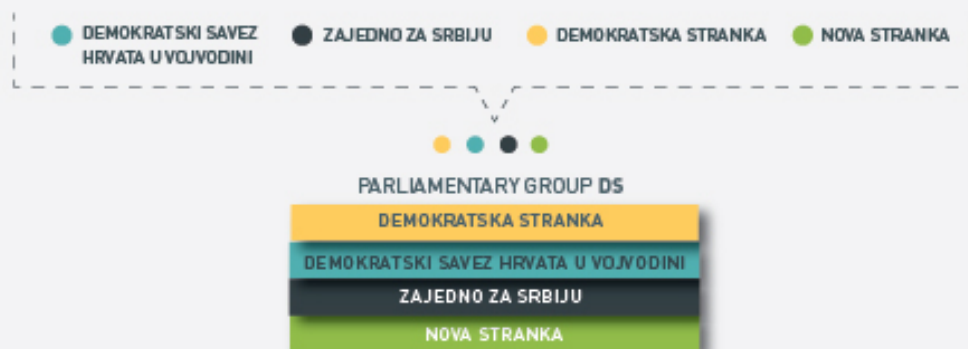 DEMOKRATSKI SAVEZ
HRVATA U VOJVODINI
ZAJEDNO ZA SRBIJU
DEMOKRATSKA STRANKA
NOVA STRANKA
PARLIAMENTARY GROUP DS
DEMOKRATSKA STRANKA
DEMOKRATSKI SAVEZ HRVATA U VOJVODINI
ZAJEDNO ZA SRBIJU
NOVA STRANKA